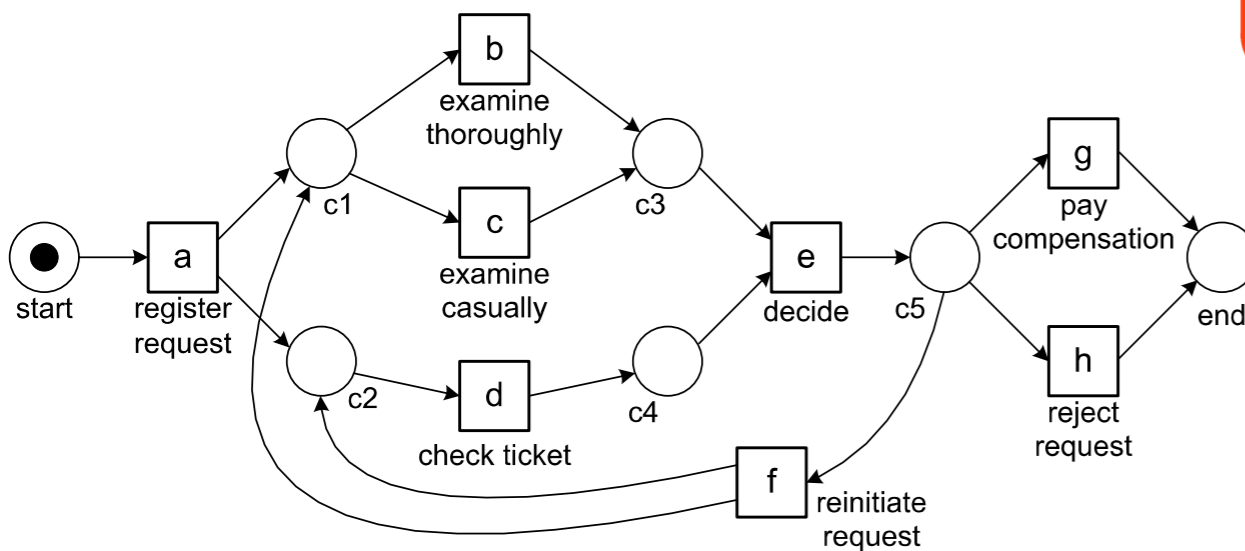 b
examine
thoroughly
c1
c3
c
examine
casually
a
register
request
start
e
decide
c5
g
pay
compensation
end
h
reject
request
c2
d
check ticket
c4
f
reinitiate
request